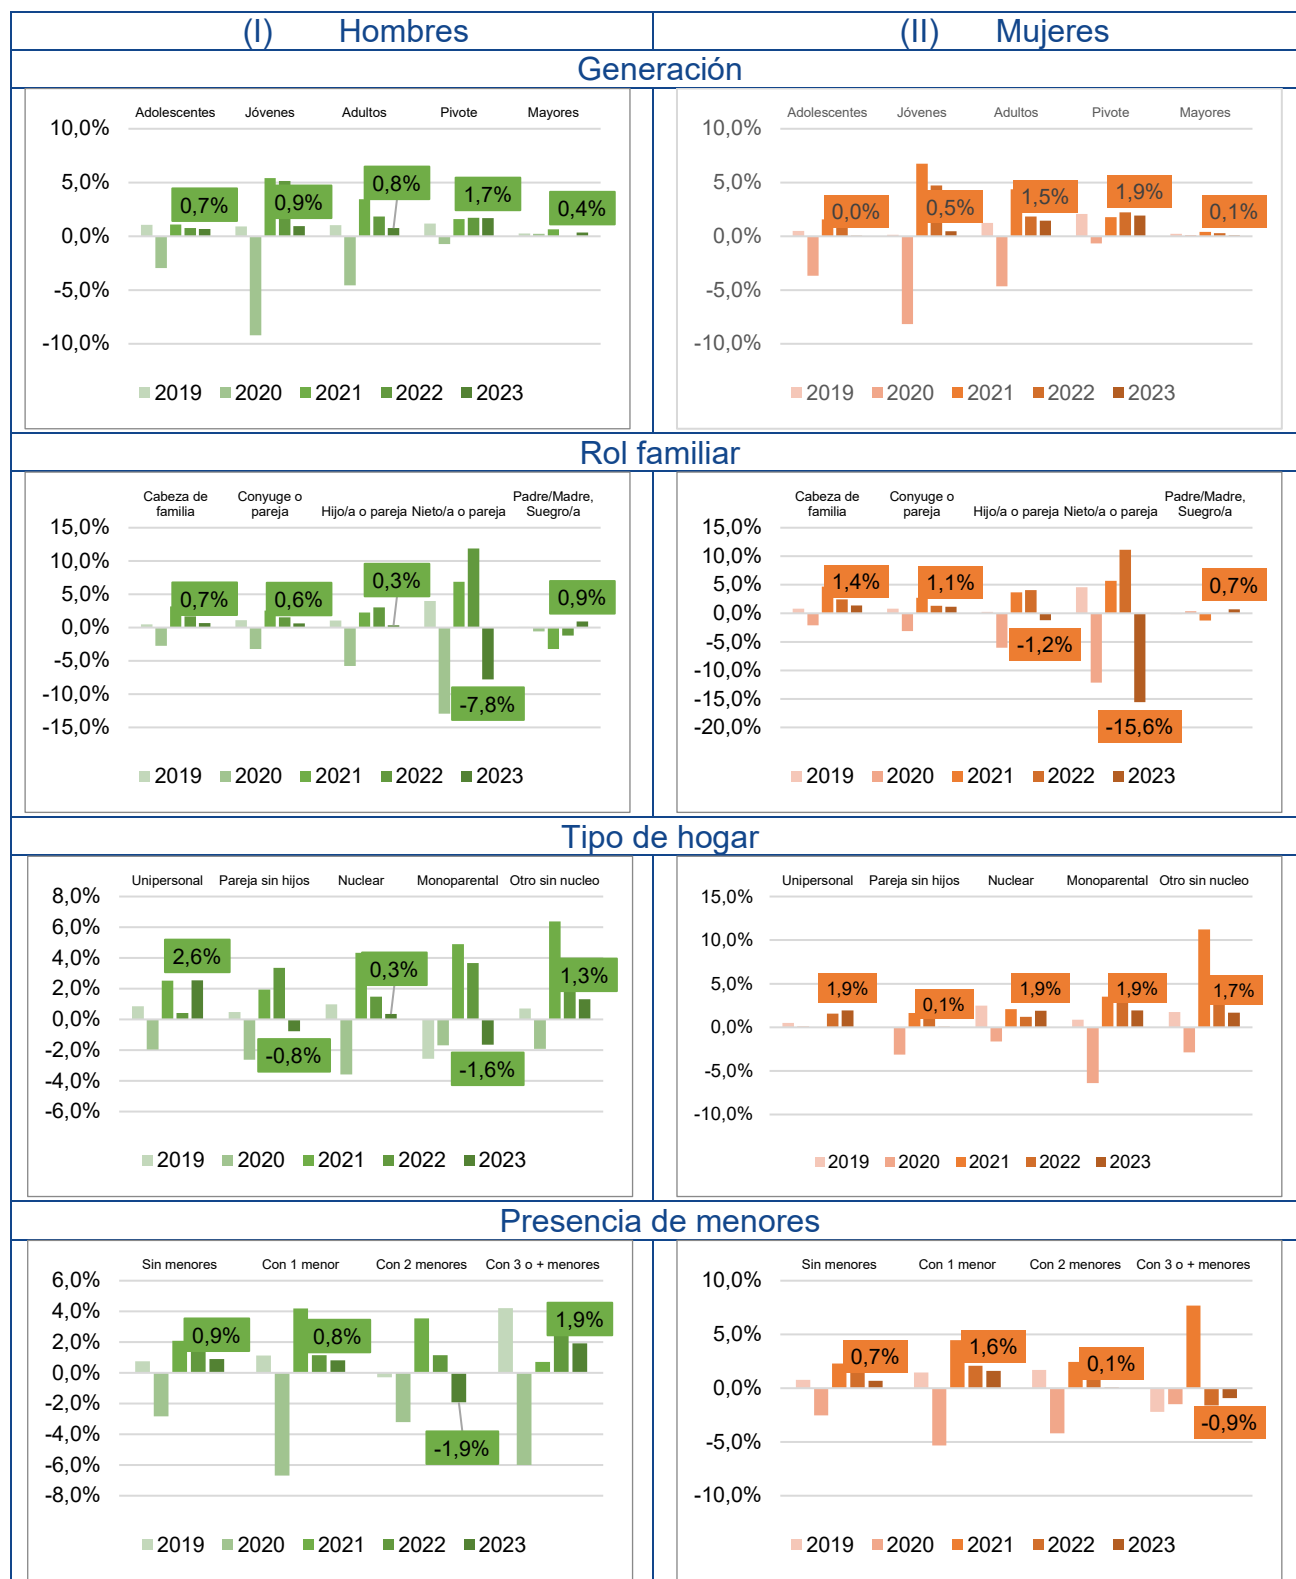 (I) Hombres
(II) Mujeres
Generación
Adolescentes Jóvenes Adultos Pivote Mayores
10,0%
5,0%
0,0%
-5,0%
-10,0%
0,7% 0,9% 0,8% 1,7% 0,4%
2019 2020 2021 2022 2023
Adolescentes Jóvenes Adultos Pivote Mayores
10,0%
5,0%
0,0%
-5,0%
-10,0%
0,0% 0,5% 1,5% 1,9% 0,1%
2019 2020 2021 2022 2023
Rol familiar
Cabeza de familia
Conyuge o pareja
Hijo/a o pareja
Nieto/a o pareja
Padre/Madre, Suegro/a
15,0%
10,0%
5,0%
0,0%
-5,0%
-10,0%
-15,0%
0,7% 0,6% 0,3% -7,8% 0,9%
2019 2020 2021 2022 2023
Cabeza de familia
Conyuge o pareja
Hijo/a o pareja
Nieto/a o pareja
Padre/Madre, Suegro/a
15,0%
10,0%
5,0%
0,0%
-5,0%
-10,0%
-15,0%
-20,0%
1,4% 1,1% -1,2% -15,6% 0,7%
2019 2020 2021 2022 2023
Tipo de hogar
Unipersonal Pareja sin hijos Nuclear Monoparental Otro sin nucleo
8,0%
6,0%
4,0%
2,0%
0,0%
-2,0%
-4,0%
-6,0%
2,6% -0,8% 0,3% -1,6% 1,3%
2019 2020 2021 2022 2023
Unipersonal Pareja sin hijos Nuclear Monoparental Otro sin nucleo
15,0%
10,0%
5,0%
0,0%
-5,0%
-10,0%
1,9% 0,1% 1,9% 1,9% 1,7%
2019 2020 2021 2022 2023
Presencia de menores
Sin menores Con 1 menor Con 2 menores Con 3 o + menores
6,0%
4,0%
2,0%
0,0%
-2,0%
-4,0%
-6,0%
-8,0%
0,9% 0,8% -1,9% 1,9%
2019 2020 2021 2022 2023
Sin menores Con 1 menor Con 2 menores Con 3 o + menores
10,0%
5,0%
0,0%
-5,0%
-10,0%
0,7% 1,6% 0,1% -0,9%
2019 2020 2021 2022 2023